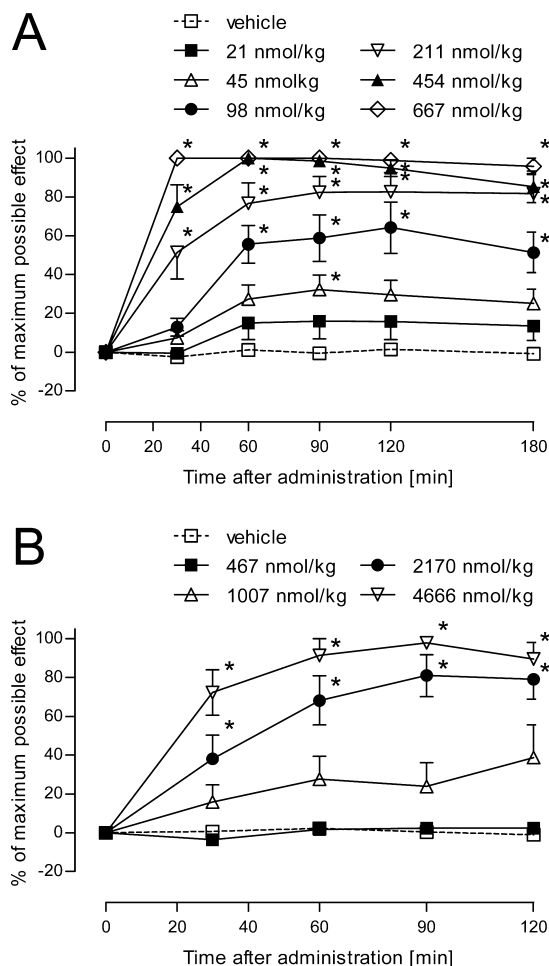 A
vehicle
21 nmol/kg
211 nmol/kg
45 nmolkg
454 nmol/kg
98 nmol/kg
667 nmol/kg
% of maximum possible effect
100
80
60
40
20
0
-20
* * * * *
* * * * *
* * * * *
* * * *
*
0 20 40 60 90 120 180
Time after administration [min]
B
vehicle
467 nmol/kg
2170 nmol/kg
1007 nmol/kg
4666 nmol/kg
% of maximum possible effect
100
80
60
40
20
0
-20
* * * *
* * * *
0 20 40 60 90 120
Time after administration [min]